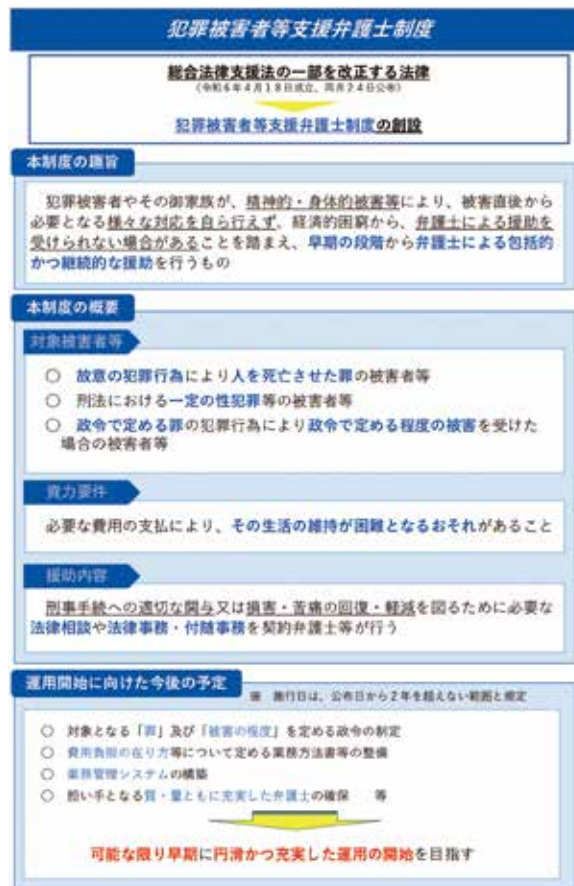 犯罪被害者等支援弁護士制度
総合法律支援法の一部を改正する法律
（令和６年４月１８日成立、同月２４日公布）
犯罪被害者等支援弁護士制度の創設
本制度の趣旨
犯罪被害者やその御家族が、精神的・身体的被害等により、被害直後から
必要となる様々な対応を自ら行えず、経済的困窮から、弁護士による援助を
受けられない場合があることを踏まえ、早期の段階から弁護士による包括的
かつ継続的な援助を行うもの
本制度の概要
対象被害者等
○ 故意の犯罪行為により人を死亡させた罪の被害者等
○ 刑法における一定の性犯罪等の被害者等
○ 政令で定める罪の犯罪行為により政令で定める程度の被害を受けた
場合の被害者等
資力要件
必要な費用の支払により、その生活の維持が困難となるおそれがあること
援助内容
刑事手続への適切な関与又は損害・苦痛の回復・軽減を図るために必要な
法律相談や法律事務・付随事務を契約弁護士等が行う
運用開始に向けた今後の予定
※ 施行日は、公布日から２年を超えない範囲と規定
○ 対象となる「罪」及び「被害の程度」を定める政令の制定
○ 費用負担の在り方等について定める業務方法書等の整備
○ 業務管理システムの構築
○ 担い手となる質・量ともに充実した弁護士の確保 等
可能な限り早期に円滑かつ充実した運用の開始を目指す